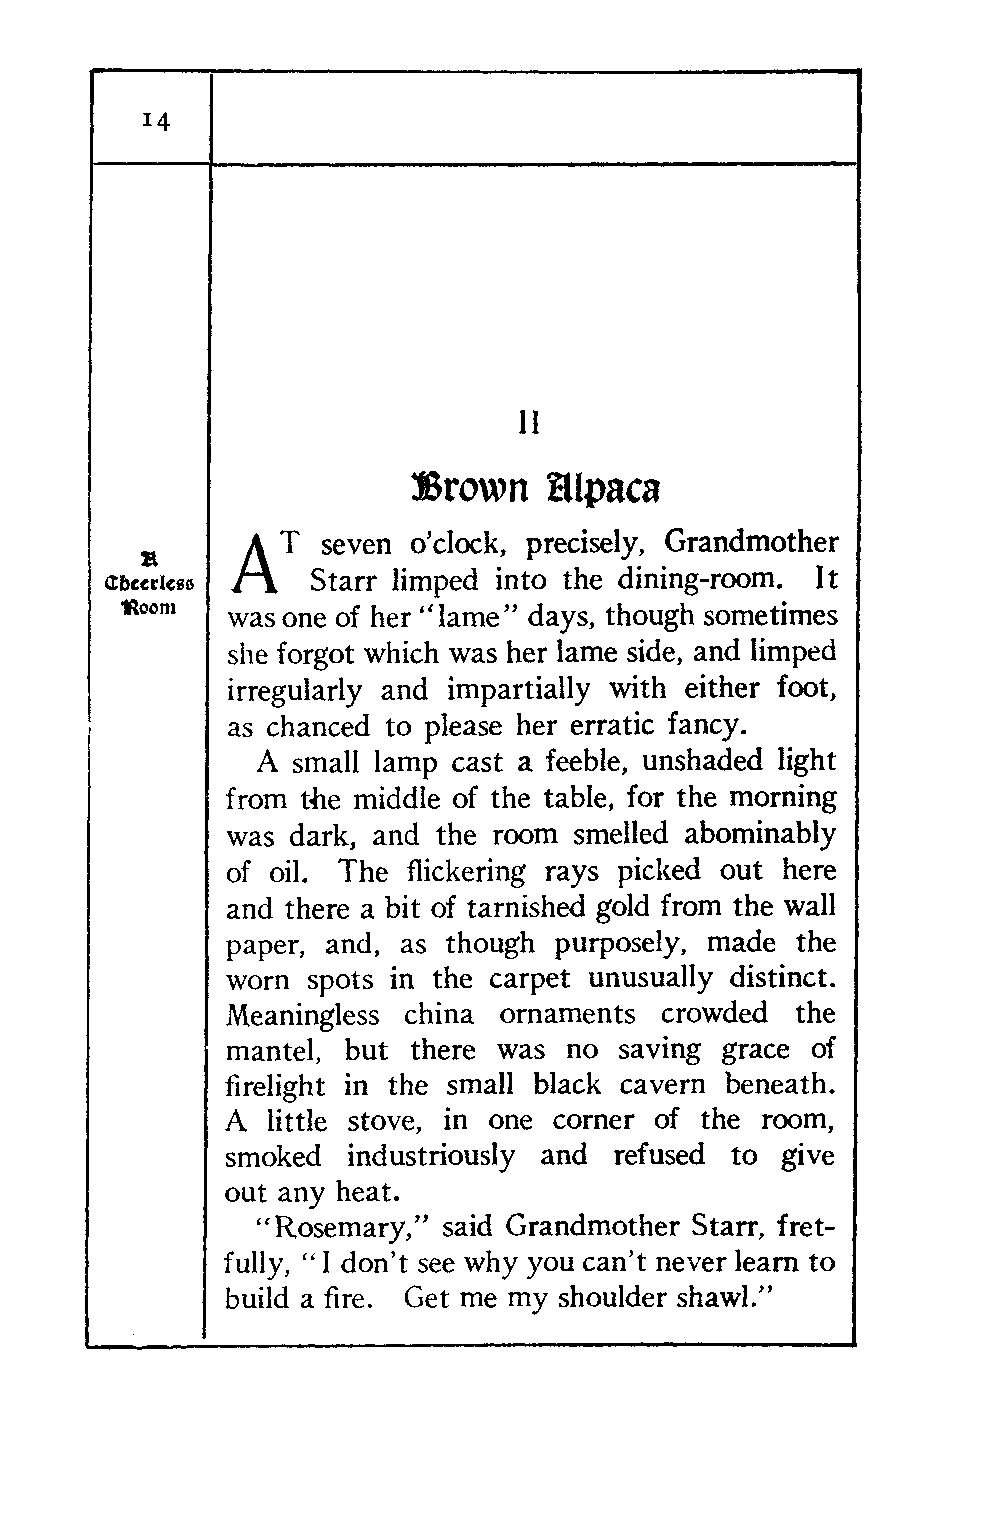 14
II
Brown Alpaca
A
Cheerless
Room
AT seven o'clock, precisely, Grandmother
Starr limped into the dining-room. It
was one of her "lame" days, though sometimes
she forgot which was her lame side, and limped
irregularly and impartially with either foot,
as chanced to please her erratic fancy.
A small lamp cast a feeble, unshaded light
from the middle of the table, for the morning
was dark, and the room smelled abominably
of oil. The flickering rays picked out here
and there a bit of tarnished gold from the wall
paper, and, as though purposely, made the
worn spots in the carpet unusually distinct.
Meaningless china ornaments crowded the
mantel, but there was no saving grace of
firelight in the small black cavern beneath.
A little stove, in one corner of the room,
smoked industriously and refused to give
out any heat.
"Rosemary," said Grandmother Starr, fret-
fully, "I don't see why you can't never learn to
build a fire. Get me my shoulder shawl."